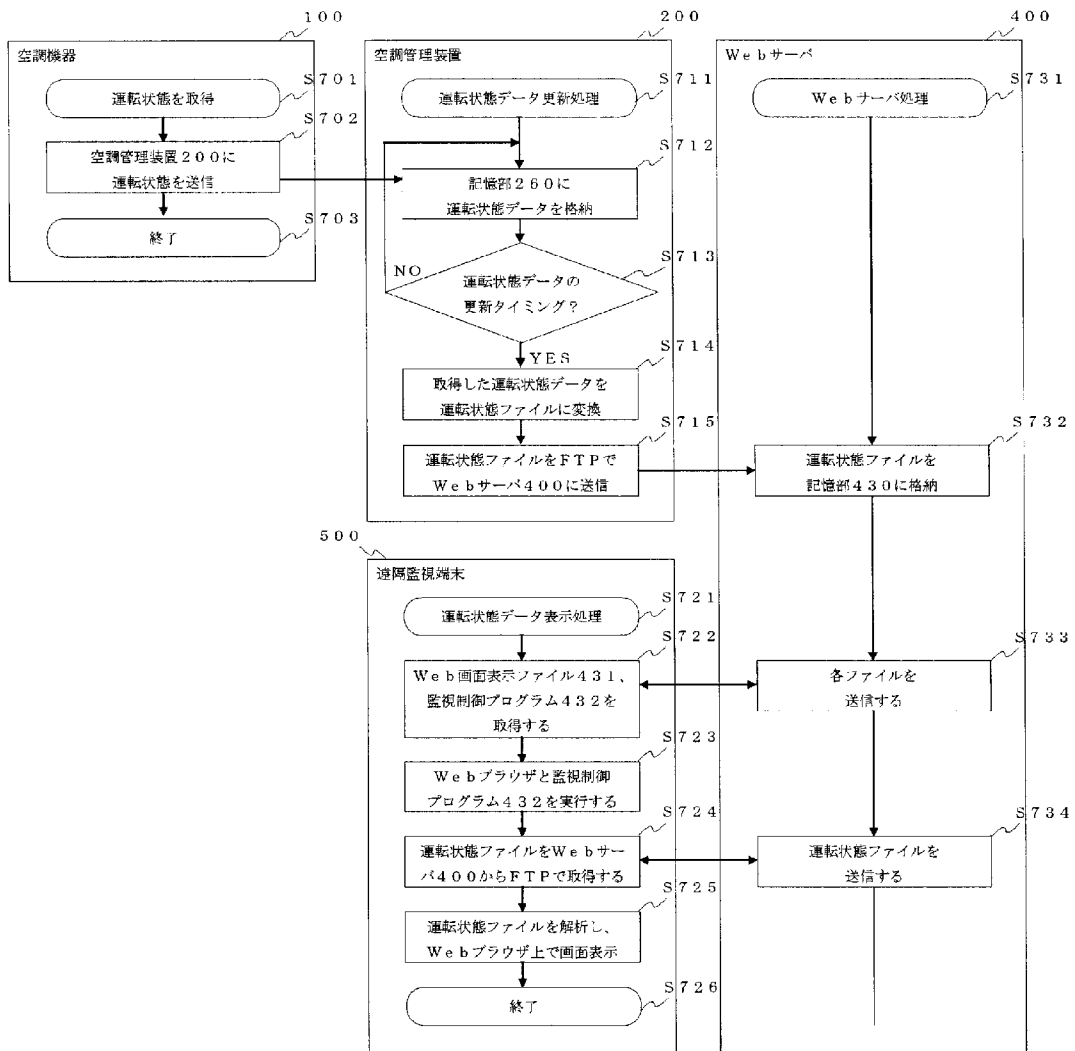 １００
空調機器
Ｓ７０１
運転状態を取得
Ｓ７０２
空調管理装置２００に
運転状態を送信
Ｓ７０３
終了
２００
空調管理装置
Ｓ７１１
運転状態データ更新処理
Ｓ７１２
記憶部２６０に
運転状態データを格納
Ｓ７１３
ＮＯ
運転状態データの
更新タイミング？
ＹＥＳ
Ｓ７１４
取得した運転状態データを
運転状態ファイルに変換
Ｓ７１５
運転状態ファイルをＦＴＰで
Ｗｅｂサーバ４００に送信
４００
Ｗｅｂサーバ
Ｓ７３１
Ｗｅｂサーバ処理
Ｓ７３２
運転状態ファイルを
記憶部４３０に格納
Ｓ７３３
各ファイルを
送信する
Ｓ７３４
運転状態ファイルを
送信する
５００
遠隔監視端末
Ｓ７２１
運転状態データ表示処理
Ｓ７２２
Ｗｅｂ画面表示ファイル４３１、
監視制御プログラム４３２を
取得する
Ｓ７２３
Ｗｅｂブラウザと監視制御
プログラム４３２を実行する
Ｓ７２４
運転状態ファイルをＷｅｂサー
バ４００からＦＴＰで取得する
Ｓ７２５
運転状態ファイルを解析し、
Ｗｅｂブラウザ上で画面表示
Ｓ７２６
終了